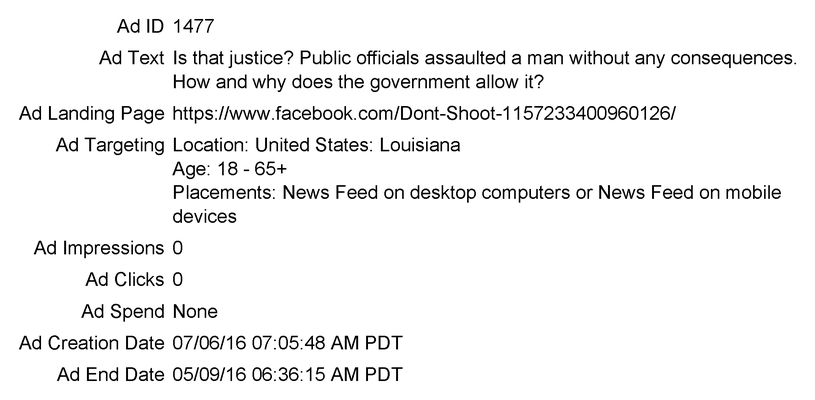 Ad ID 1477
Ad Text Is that justice? Public officials assaulted a man without any consequences.
How and why does the government allow it?
Ad Landing Page https://www.facebook.com/Dont-Shoot-1157233400960126/
Ad Targeting Location: United States: Louisiana
Age: 18 - 65+
Placements: News Feed on desktop computers or News Feed on mobile
devices
Ad Impressions 0
Ad Clicks 0
Ad Spend None
Ad Creation Date 07/06/16 07:05:48 AM PDT
Ad End Date 05/09/16 06:36:15 AM PDT